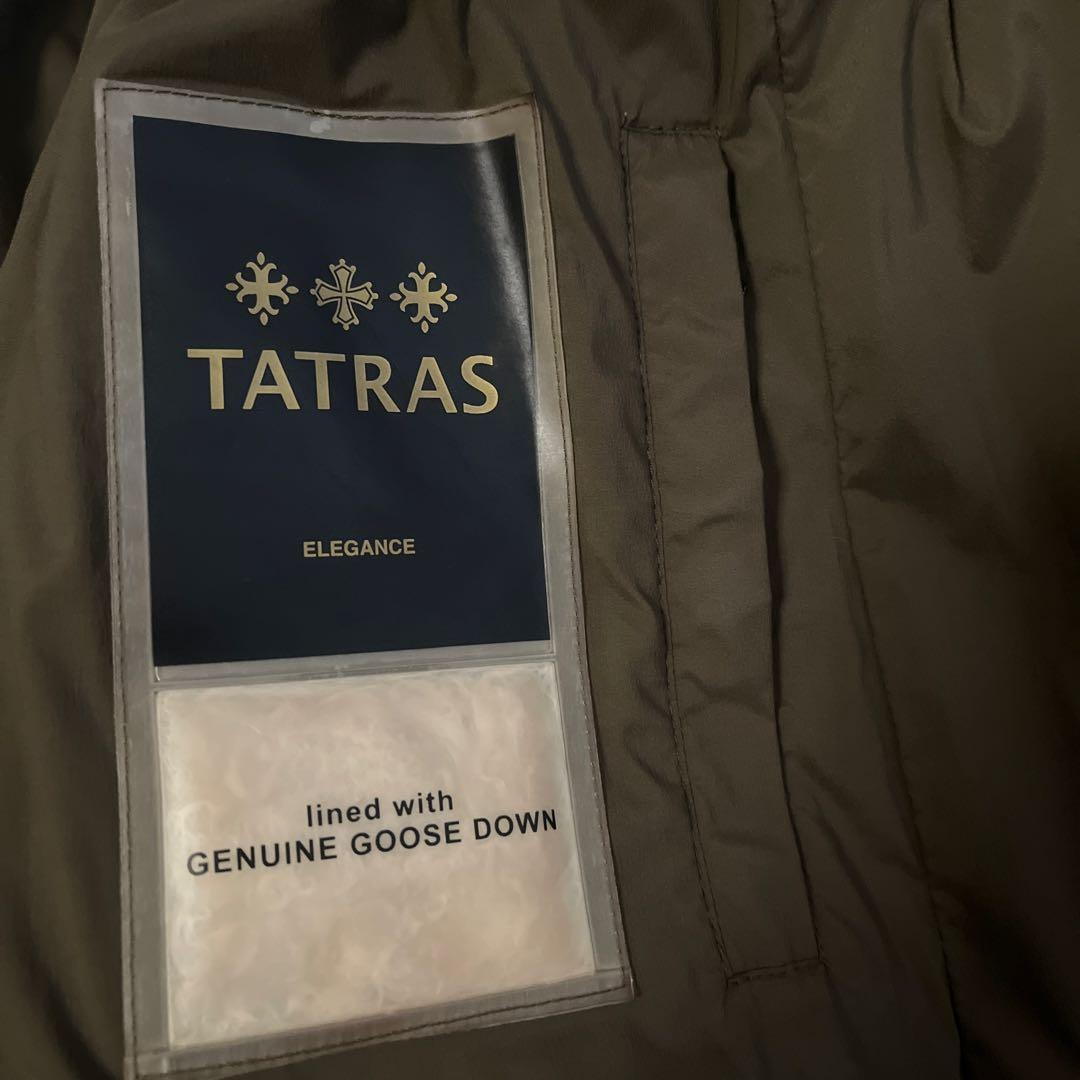 TATRAS
ELEGANCE
lined with
GENUINE GOOSE DOWN